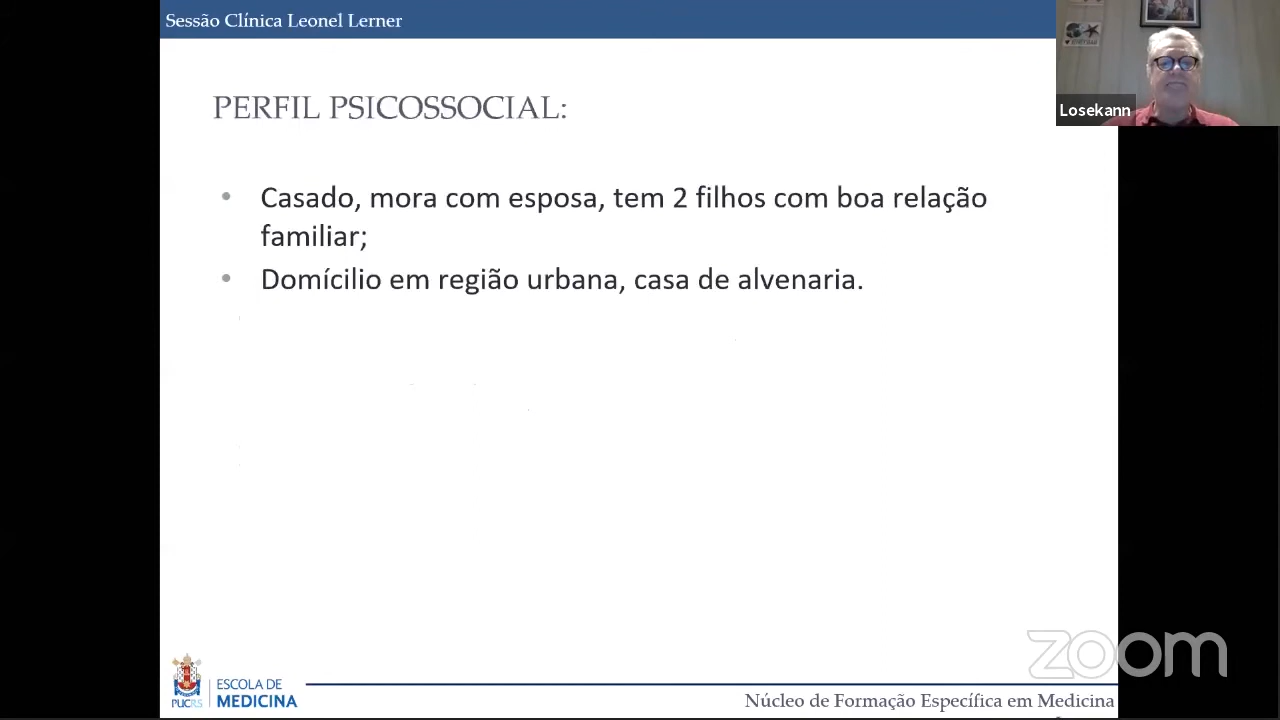 Sessão Clínica Leonel Lerner
Losekann
PERFIL PSICOSSOCIAL:
• Casado, mora com esposa, tem 2 filhos com boa relação
familiar;
• Domícilio em região urbana, casa de alvenaria.
zoom
PUCRS
ESCOLA DE
MEDICINA
Núcleo de Formação Específica em Medicina